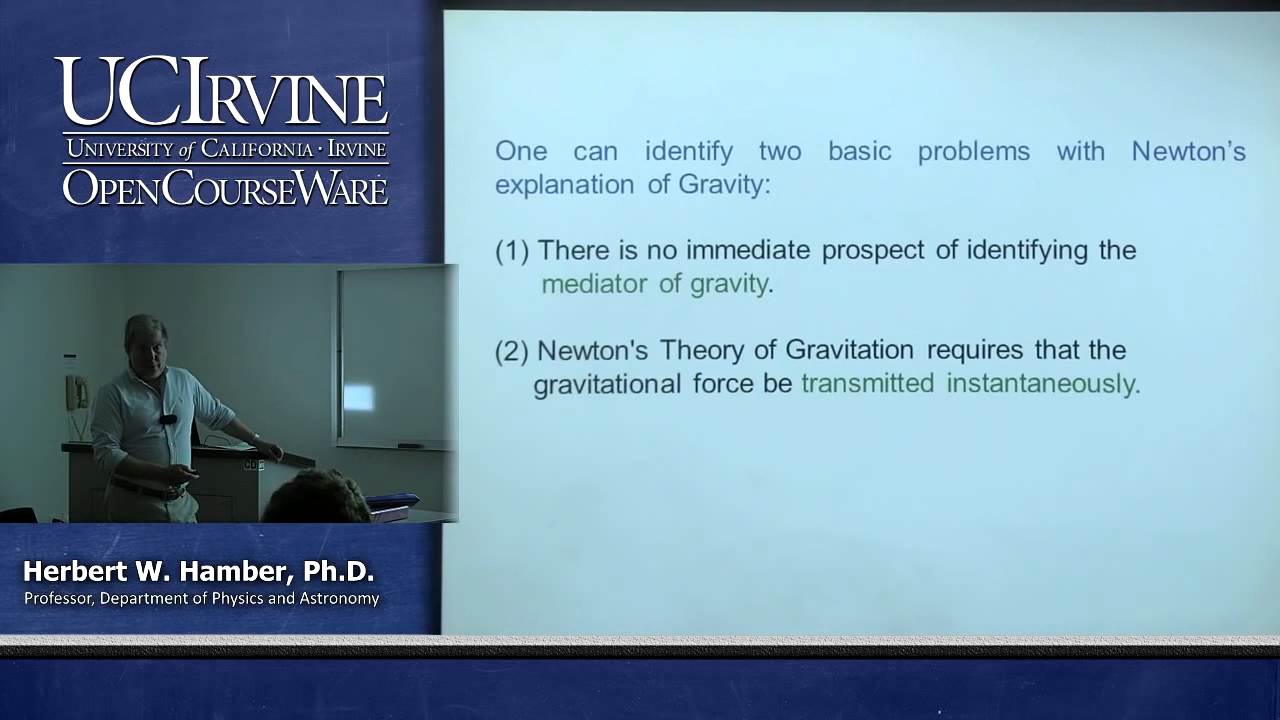 UCIRVINE
UNIVERSITY of CALIFORNIA · IRVINE
OPENCOURSEWARE
One can identify two basic problems with Newton’s
explanation of Gravity:
(1) There is no immediate prospect of identifying the
mediator of gravity.
(2) Newton's Theory of Gravitation requires that the
gravitational force be transmitted instantaneously.
Herbert W. Hamber, Ph.D.
Professor, Department of Physics and Astronomy